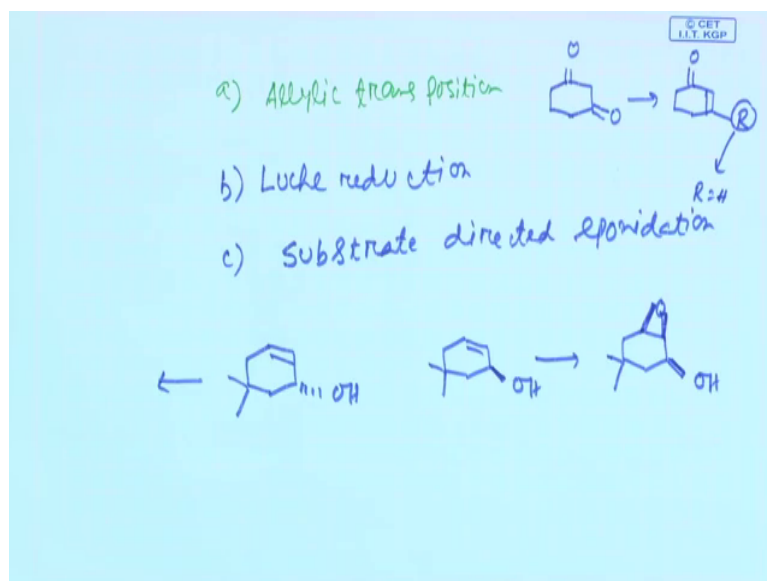 © CET
I.I.T. KGP
a) Allylic trans position
O
O
O
R
R=H
b) Luche reduction
c) Substrate directed epoxidation
OH
OH
O
OH